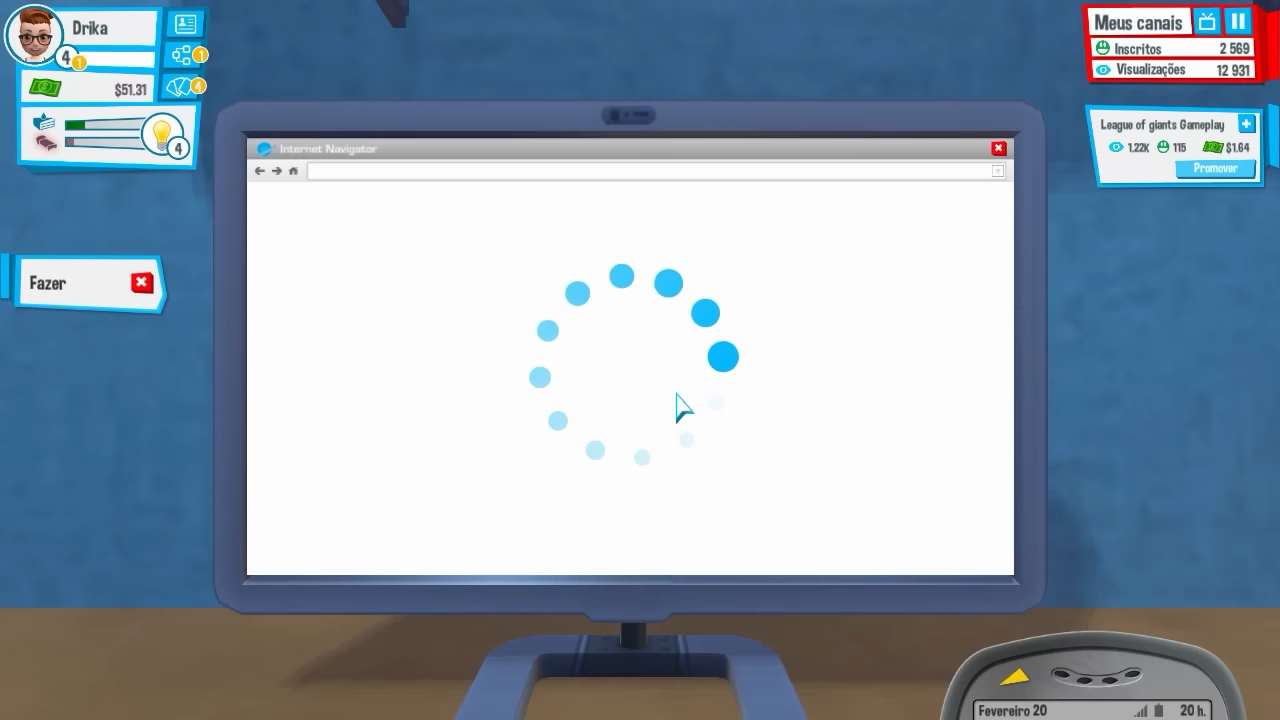 Drika
4
1
1
$51.31
4
4
Meus canais
Inscritos 2 569
Visualizações 12 931
League of giants Gameplay
1.22K 115 $1.64
Promover
Internet Navigator
Fazer
Fevereiro 20 20 h.